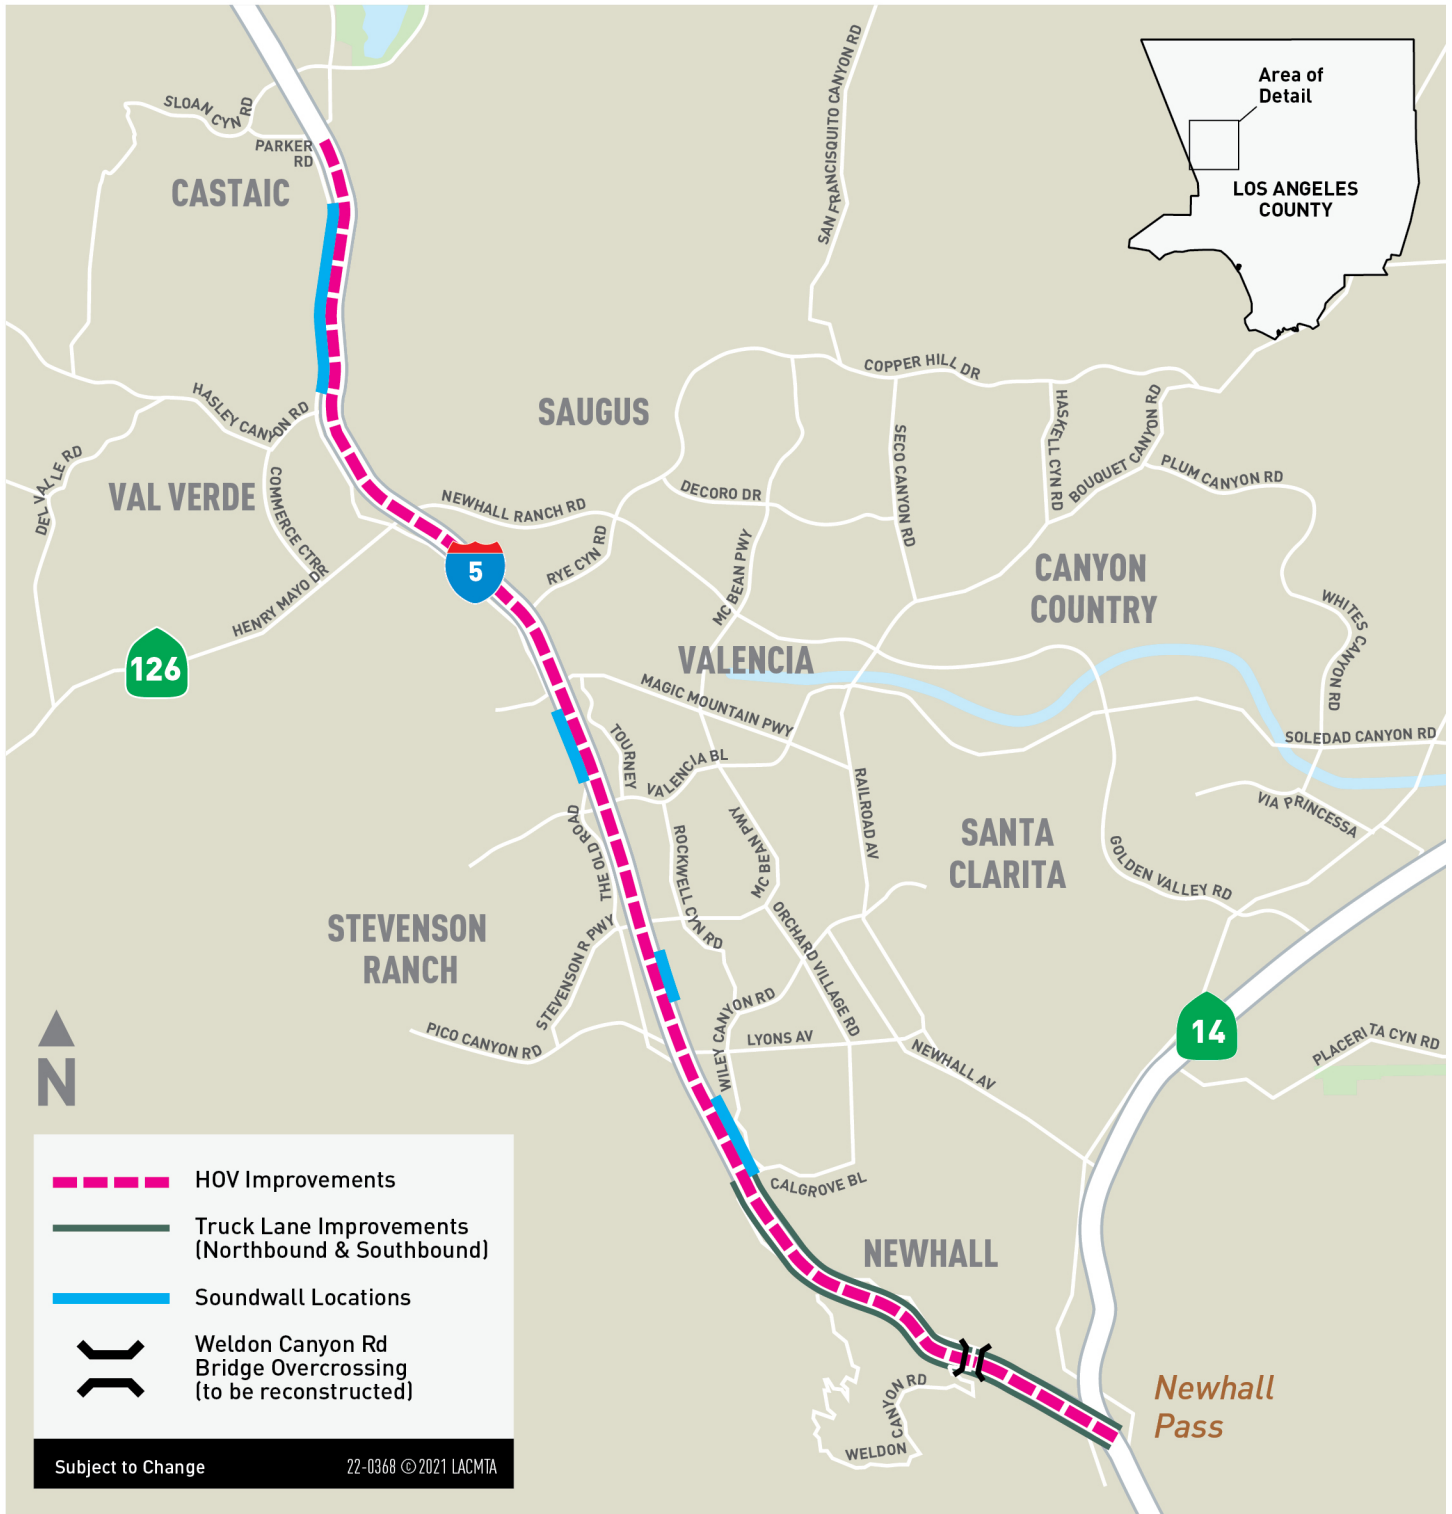 SLOAN CYN RD
PARKER
RD
CASTAIC
SAN FRANCISQUITO CANYON RD
Area of
Detail
LOS ANGELES
COUNTY
COPPER HILL DR
HASLEY CANYON RD
SAUGUS
SECO CANYON RD
HASKELL CYN RD
BOUQUET CANYON RD
PLUM CANYON RD
DEL VALLE RD
VAL VERDE
COMMERCE CTR
NEWHALL RANCH RD
DECORO DR
RYE CYN RD
MC BEAN PWY
5
CANYON
COUNTRY
HENRY MAYO DR
WHITES CANYON RD
126
VALENCIA
MAGIC MOUNTAIN PWY
SOLEDAD CANYON RD
TOURNEY
VALENCIA BL
RAILROAD AV
VIA PRINCESSA
THE OLD ROAD
ROCKWELL CYN RD
MC BEAN PWY
SANTA
CLARITA
GOLDEN VALLEY RD
STEVENSON
RANCH
STEVENSON R PWY
ORCHARD VILLAGE RD
WILEY CANYON RD
PICO CANYON RD
LYONS AV
NEWHALL AV
14
PLACERITA CYN RD
N
CALGROVE BL
NEWHALL
WELDON CANYON RD
Newhall
Pass
HOV Improvements
Truck Lane Improvements
(Northbound & Southbound)
Soundwall Locations
Weldon Canyon Rd
Bridge Overcrossing
(to be reconstructed)
Subject to Change
22-0368 ©2021 LACMTA